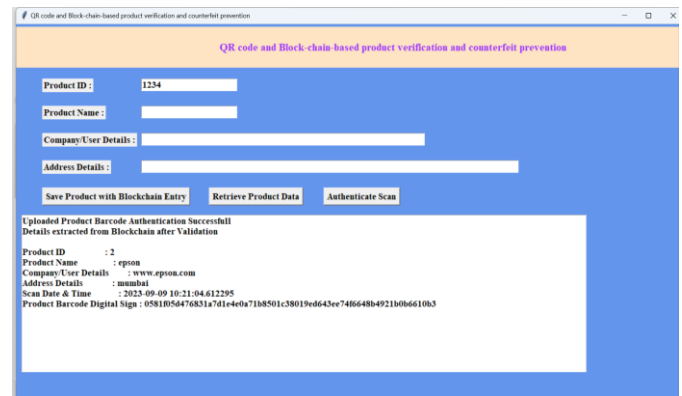 QR code and Block-chain-based product verification and counterfeit prevention
QR code and Block-chain-based product verification and counterfeit prevention
Product ID : 1234
Product Name :
Company/User Details :
Address Details :
Save Product with Blockchain Entry Retrieve Product Data Authenticate Scan
Uploaded Product Barcode Authentication Successfull
Details extracted from Blockchain after Validation
Product ID : 2
Product Name : epson
Company/User Details : www.epson.com
Address Details : mumbai
Scan Date & Time : 2023-09-09 10:21:04.612295
Product Barcode Digital Sign : 0581f05d476831a7d1e4e0a71b8501c38019ed643ee74f6648b4921b0b6610b3